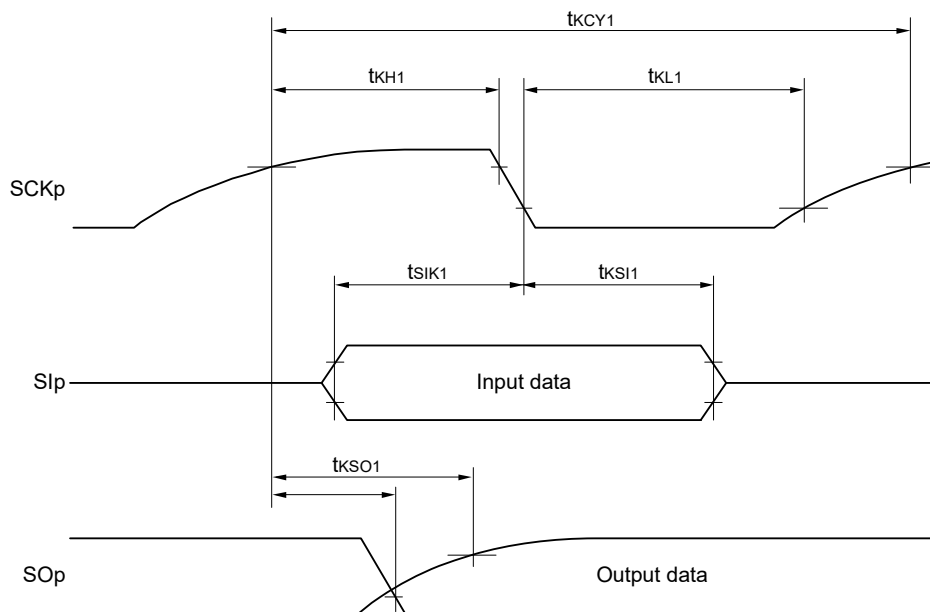 tKCY1
tKH1
tKL1
SCKp
tSIK1
tKSI1
SIp
Input data
tKSO1
SOp
Output data